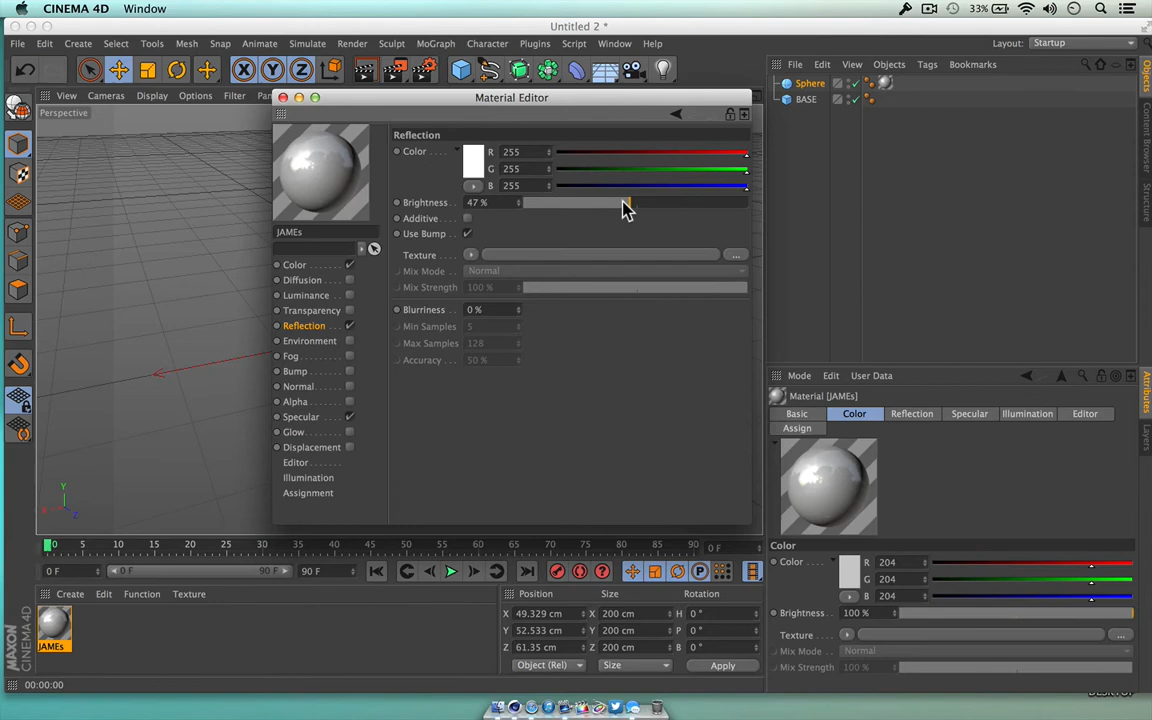 CINEMA 4D Window 33%
Untitled 2 *
File Edit Create Select Tools Mesh Snap Animate Simulate Render Sculpt MoGraph Character Plugins Script Window Help Layout: Startup
X Y Z
View Cameras Display Options Filter Pan
Perspective
File Edit View Objects Tags Bookmarks
Sphere
BASE
Objects
Content Browser
Structure
Material Editor
JAMEs
Color
Diffusion
Luminance
Transparency
Reflection
Environment
Fog
Bump
Normal
Alpha
Specular
Glow
Displacement
Editor
Illumination
Assignment
Reflection
Color R 255
G 255
B 255
Brightness 47 %
Additive
Use Bump
Texture ...
Mix Mode Normal
Mix Strength 100 %
Blurriness 0 %
Min Samples 5
Max Samples 128
Accuracy 50 %
Y
X
Z
Mode Edit User Data
Material [JAMEs]
Basic Color Reflection Specular Illumination Editor
Assign
Attributes
Layers
Color
Color R 204
G 204
B 204
Brightness 100 %
Texture ...
Mix Mode Normal
Mix Strength 100 %
0 5 10 15 20 25 30 35 40 45 50 55 60 65 70 75 80 85 90 0 F
0 F 0 F 90 F 90 F
Create Edit Function Texture
JAMEs
Position Size Rotation
X 49.329 cm X 200 cm H 0 °
Y 52.533 cm Y 200 cm P 0 °
Z 61.35 cm Z 200 cm B 0 °
Object (Rel) Size Apply
MAXON
CINEMA 4D
00:00:00
DESKTOP